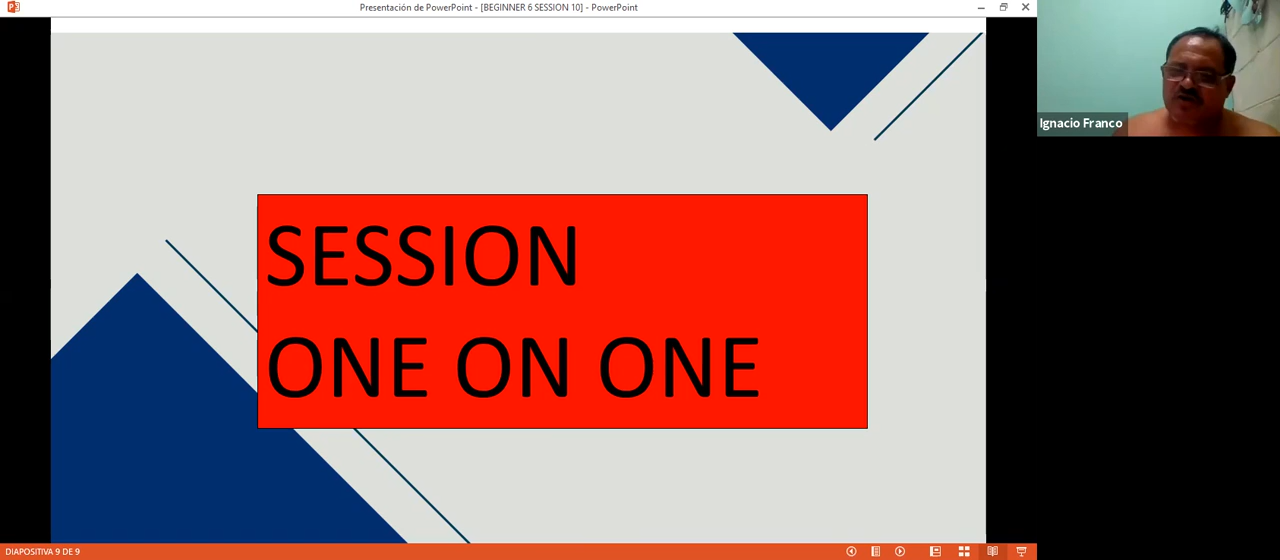 Presentación de PowerPoint - [BEGINNER 6 SESSION 10] - PowerPoint
Ignacio Franco
SESSION
ONE ON ONE
DIAPOSITIVA 9 DE 9